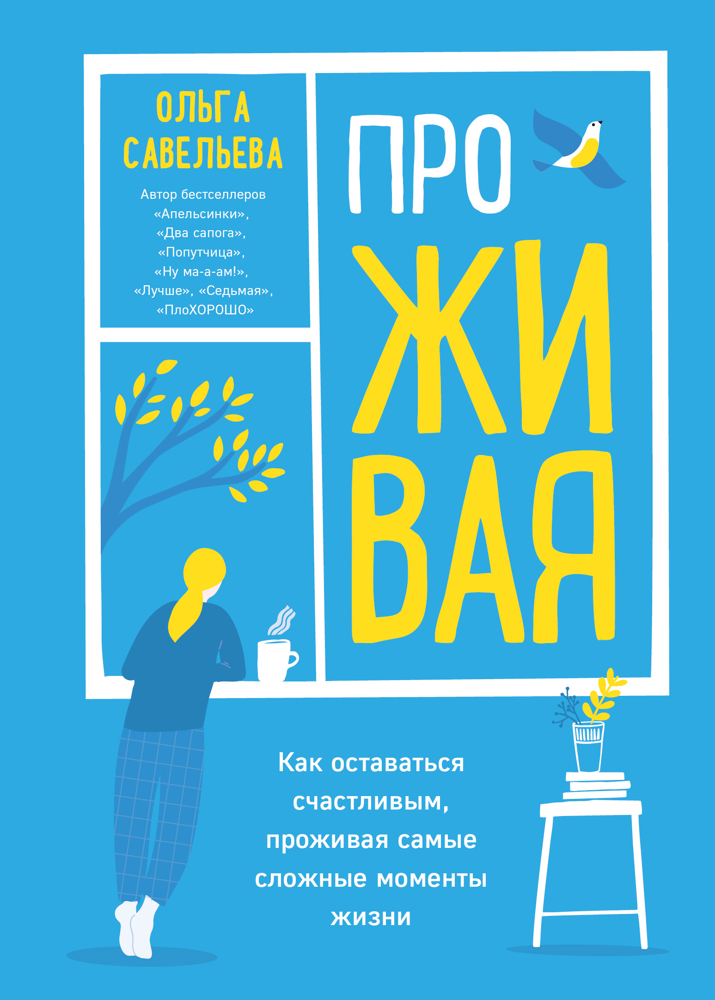 ОЛЬГА
САВЕЛЬЕВА
Автор бестселлеров
«Апельсинки»,
«Два сапога»,
«Попутчица»,
«Ну ма-а-ам!»,
«Лучше», «Седьмая»,
«ПлоХОРОШО»
ПРО
ЖИ
ВАЯ
Как оставаться
счастливым,
проживая самые
сложные моменты
жизни